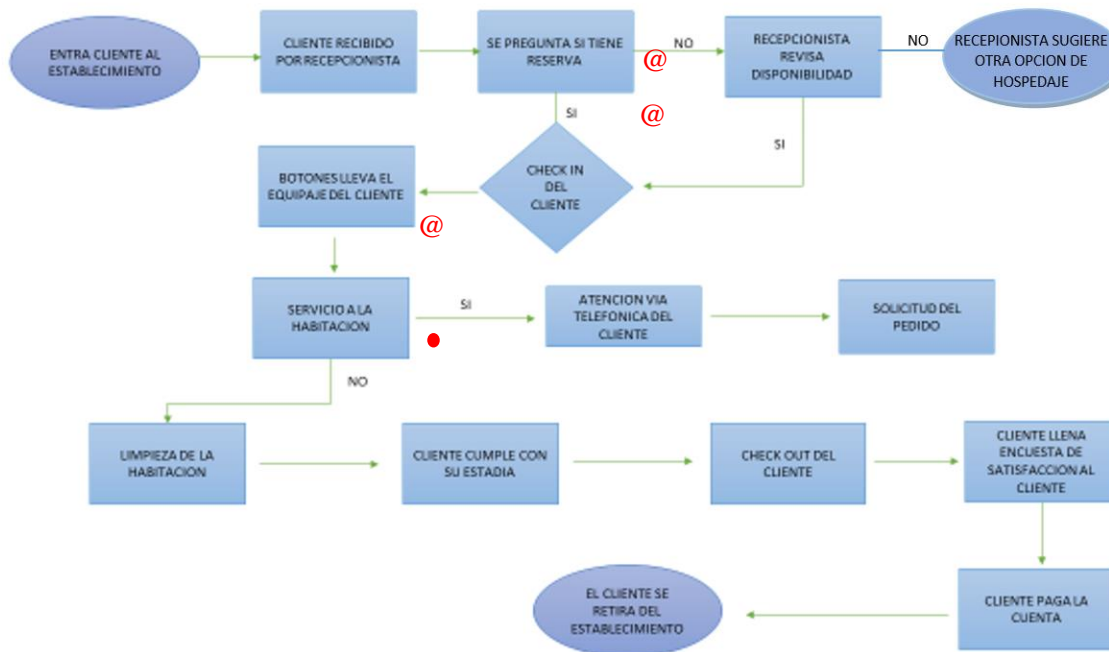 ENTRA CLIENTE AL
ESTABLECIMIENTO
CLIENTE RECIBIDO
POR RECEPCIONISTA
SE PREGUNTA SI TIENE
RESERVA
@
NO
RECEPCIONISTA
REVISA
DISPONIBILIDAD
NO
RECEPIONISTA SUGIERE
OTRA OPCION DE
HOSPEDAJE
SI
@
SI
CHECK IN
DEL
CLIENTE
BOTONES LLEVA EL
EQUIPAJE DEL CLIENTE
@
SERVICIO A LA
HABITACION
SI
ATENCION VIA
TELEFONICA DEL
CLIENTE
SOLICITUD DEL
PEDIDO
NO
LIMPIEZA DE LA
HABITACION
CLIENTE CUMPLE CON
SU ESTADIA
CHECK OUT DEL
CLIENTE
CLIENTE LLENA
ENCUESTA DE
SATISFACCION AL
CLIENTE
CLIENTE PAGA LA
CUENTA
EL CLIENTE SE
RETIRA DEL
ESTABLECIMIENTO